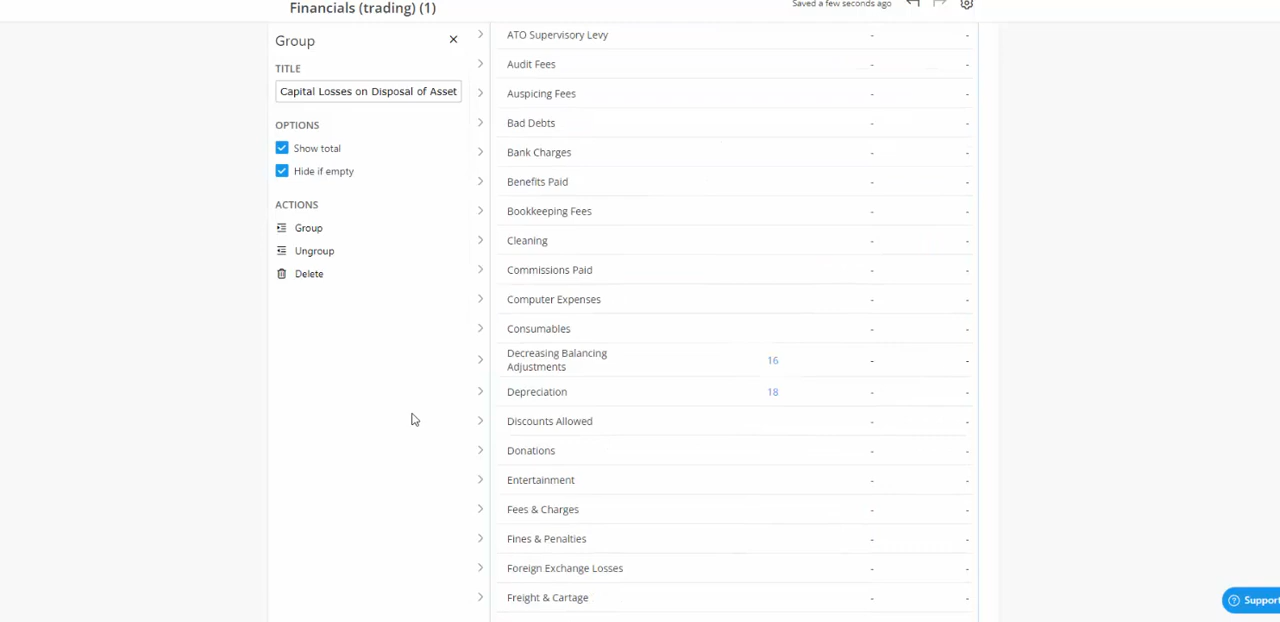 Financials (trading) (1)
Saved a few seconds ago
Group
TITLE
Capital Losses on Disposal of Asset
OPTIONS
Show total
Hide if empty
ACTIONS
Group
Ungroup
Delete
ATO Supervisory Levy - -
Audit Fees - -
Auspicing Fees - -
Bad Debts - -
Bank Charges - -
Benefits Paid - -
Bookkeeping Fees - -
Cleaning - -
Commissions Paid - -
Computer Expenses - -
Consumables - -
Decreasing Balancing
Adjustments 16 - -
Depreciation 18 - -
Discounts Allowed - -
Donations - -
Entertainment - -
Fees & Charges - -
Fines & Penalties - -
Foreign Exchange Losses - -
Freight & Cartage - -
Support